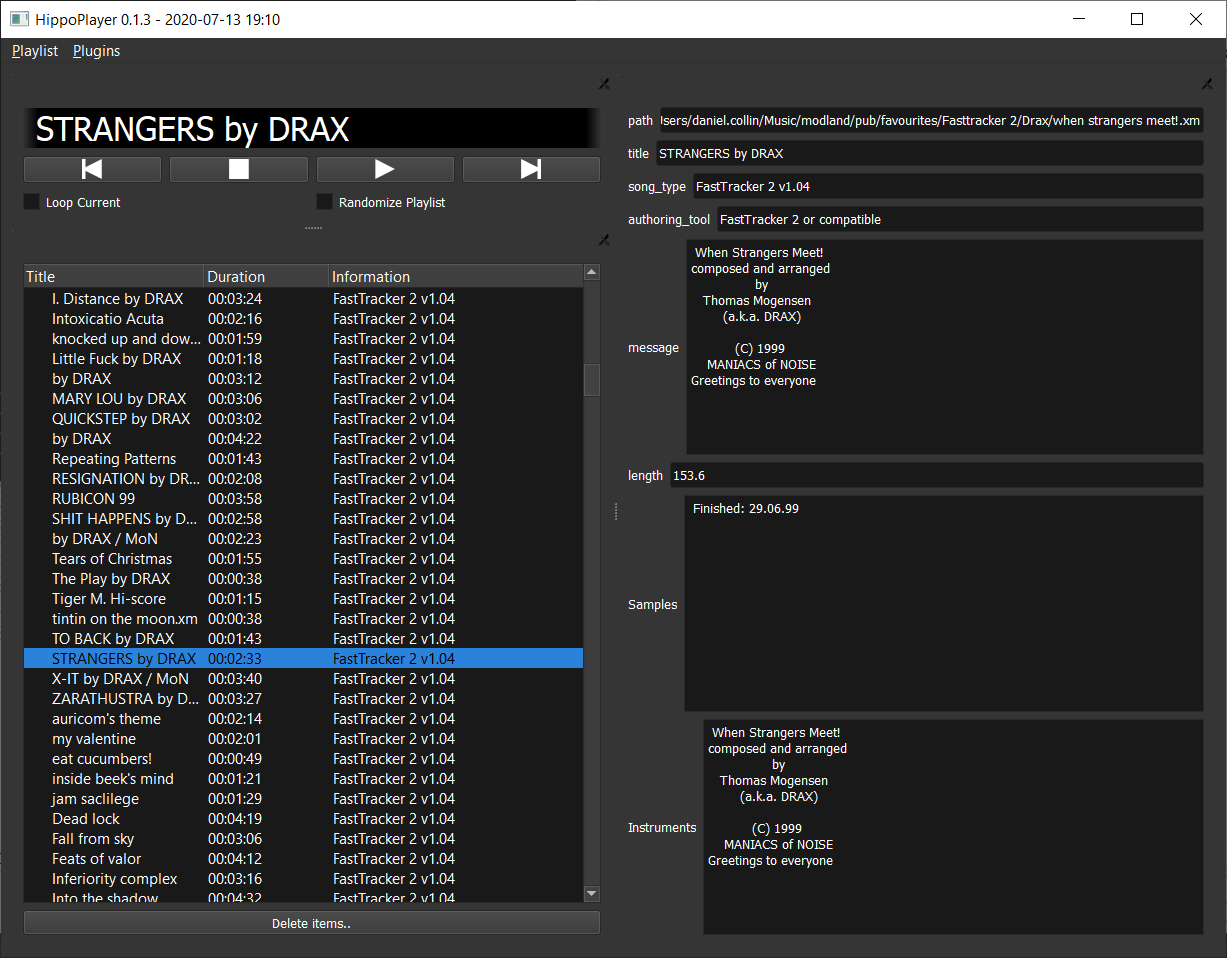 HippoPlayer 0.1.3 - 2020-07-13 19:10
Playlist Plugins
STRANGERS by DRAX
Loop Current
Randomize Playlist
Title Duration Information
I. Distance by DRAX 00:03:24 FastTracker 2 v1.04
Intoxicatio Acuta 00:02:16 FastTracker 2 v1.04
knocked up and dow... 00:01:59 FastTracker 2 v1.04
Little Fuck by DRAX 00:01:18 FastTracker 2 v1.04
by DRAX 00:03:12 FastTracker 2 v1.04
MARY LOU by DRAX 00:03:06 FastTracker 2 v1.04
QUICKSTEP by DRAX 00:03:02 FastTracker 2 v1.04
by DRAX 00:04:22 FastTracker 2 v1.04
Repeating Patterns 00:01:43 FastTracker 2 v1.04
RESIGNATION by DR... 00:02:08 FastTracker 2 v1.04
RUBICON 99 00:03:58 FastTracker 2 v1.04
SHIT HAPPENS by D... 00:02:58 FastTracker 2 v1.04
by DRAX / MoN 00:02:23 FastTracker 2 v1.04
Tears of Christmas 00:01:55 FastTracker 2 v1.04
The Play by DRAX 00:00:38 FastTracker 2 v1.04
Tiger M. Hi-score 00:01:15 FastTracker 2 v1.04
tintin on the moon.xm 00:00:38 FastTracker 2 v1.04
TO BACK by DRAX 00:01:43 FastTracker 2 v1.04
STRANGERS by DRAX 00:02:33 FastTracker 2 v1.04
X-IT by DRAX / MoN 00:03:40 FastTracker 2 v1.04
ZARATHUSTRA by D... 00:03:27 FastTracker 2 v1.04
auricom's theme 00:02:14 FastTracker 2 v1.04
my valentine 00:02:01 FastTracker 2 v1.04
eat cucumbers! 00:00:49 FastTracker 2 v1.04
inside beek's mind 00:01:21 FastTracker 2 v1.04
jam saclilege 00:01:29 FastTracker 2 v1.04
Dead lock 00:04:19 FastTracker 2 v1.04
Fall from sky 00:03:06 FastTracker 2 v1.04
Feats of valor 00:04:12 FastTracker 2 v1.04
Inferiority complex 00:03:16 FastTracker 2 v1.04
Into the shadow 00:04:32 FastTracker 2 v1.04
Delete items..
path Jsers/daniel.collin/Music/modland/pub/favourites/Fasttracker 2/Drax/when strangers meet!.xm
title STRANGERS by DRAX
song_type FastTracker 2 v1.04
authoring_tool FastTracker 2 or compatible
message
When Strangers Meet!
composed and arranged
by
Thomas Mogensen
(a.k.a. DRAX)
(C) 1999
MANIACS of NOISE
Greetings to everyone
length 153.6
Samples
Finished: 29.06.99
Instruments
When Strangers Meet!
composed and arranged
by
Thomas Mogensen
(a.k.a. DRAX)
(C) 1999
MANIACS of NOISE
Greetings to everyone